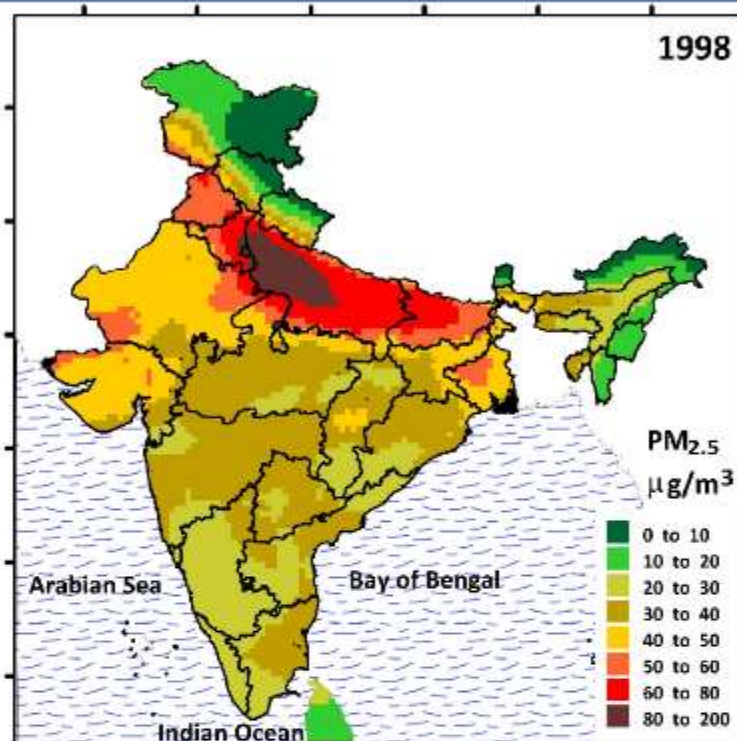 1998
PM2.5
μg/m3
0 to 10
10 to 20
20 to 30
30 to 40
40 to 50
50 to 60
60 to 80
80 to 200
Arabian Sea
Bay of Bengal
Indian Ocean